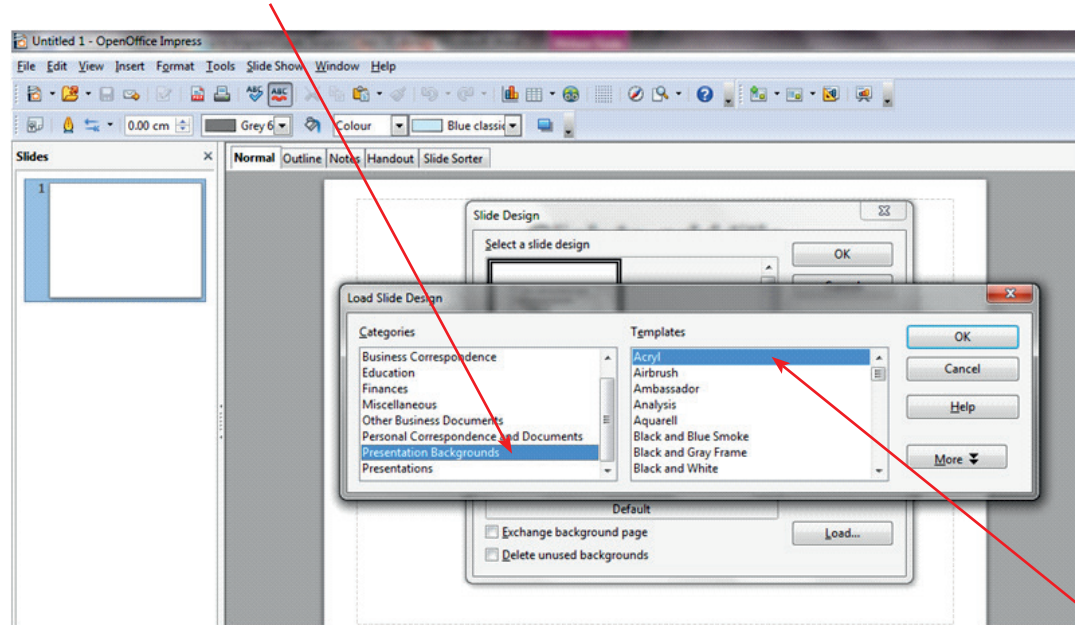 Untitled 1 - OpenOffice Impress
File Edit View Insert Format Tools Slide Show Window Help
ABC ABC
0.00 cm Grey 6 Colour Blue classic
Slides Normal Outline Notes Handout Slide Sorter
1
Slide Design
Select a slide design
OK
Load Slide Design
Categories Templates OK
Business Correspondence Acryl
Education Airbrush Cancel
Finances Ambassador
Miscellaneous Analysis Help
Other Business Documents Aquarell
Personal Correspondence and Documents Black and Blue Smoke
Presentation Backgrounds Black and Gray Frame More
Presentations Black and White
Default
Exchange background page Load...
Delete unused backgrounds